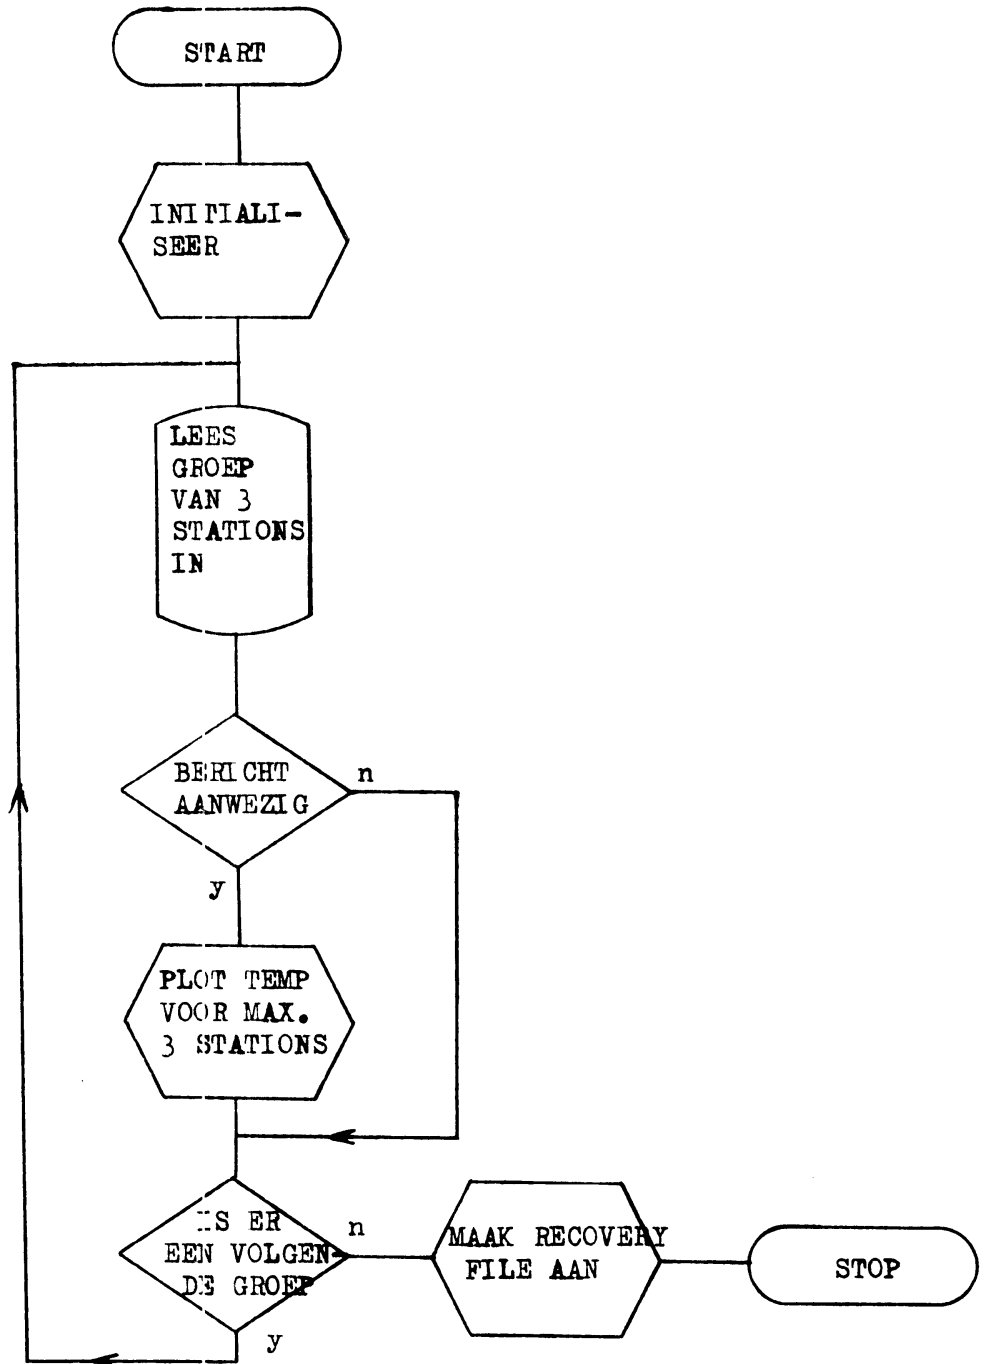 START
INITIALI-
SEER
LEES
GROEP
VAN 3
STATIONS
IN
BERICHT
AANWEZIG
n
y
PLOT TEMP
VOOR MAX.
3 STATIONS
IS ER
EEN VOLGEN-
DE GROEP
n
y
MAAK RECOVERY
FILE AAN
STOP